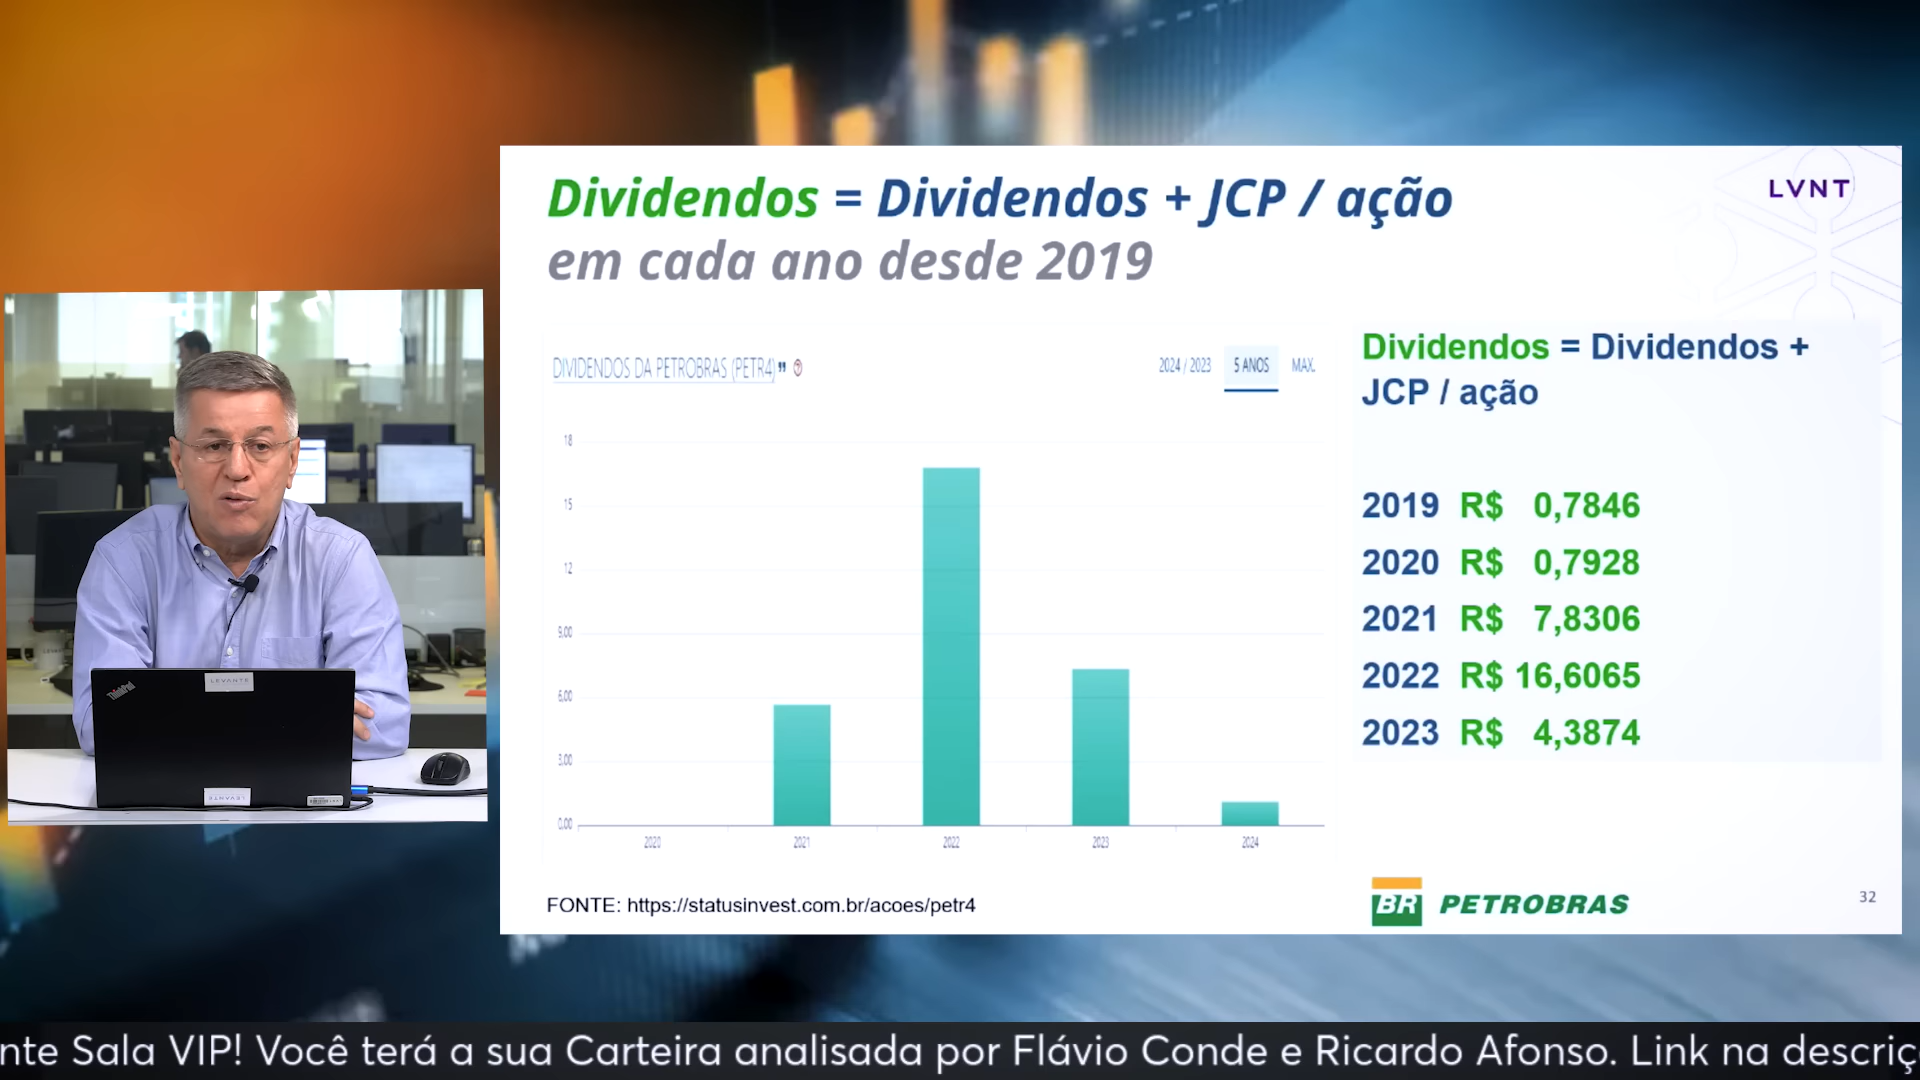 Dividendos = Dividendos + JCP / ação
em cada ano desde 2019
LVNT
DIVIDENDOS DA PETROBRAS (PETR4)
2024 / 2023 5 ANOS MAX.
18
15
12
9,00
6,00
3,00
0,00
2020 2021 2022 2023 2024
Dividendos = Dividendos +
JCP / ação
2019 R$ 0,7846
2020 R$ 0,7928
2021 R$ 7,8306
2022 R$ 16,6065
2023 R$ 4,3874
FONTE: https://statusinvest.com.br/acoes/petr4
BR PETROBRAS
32
ThinkPad
LEVANTE
LEVANTE
nte Sala VIP! Você terá a sua Carteira analisada por Flávio Conde e Ricardo Afonso. Link na descriç